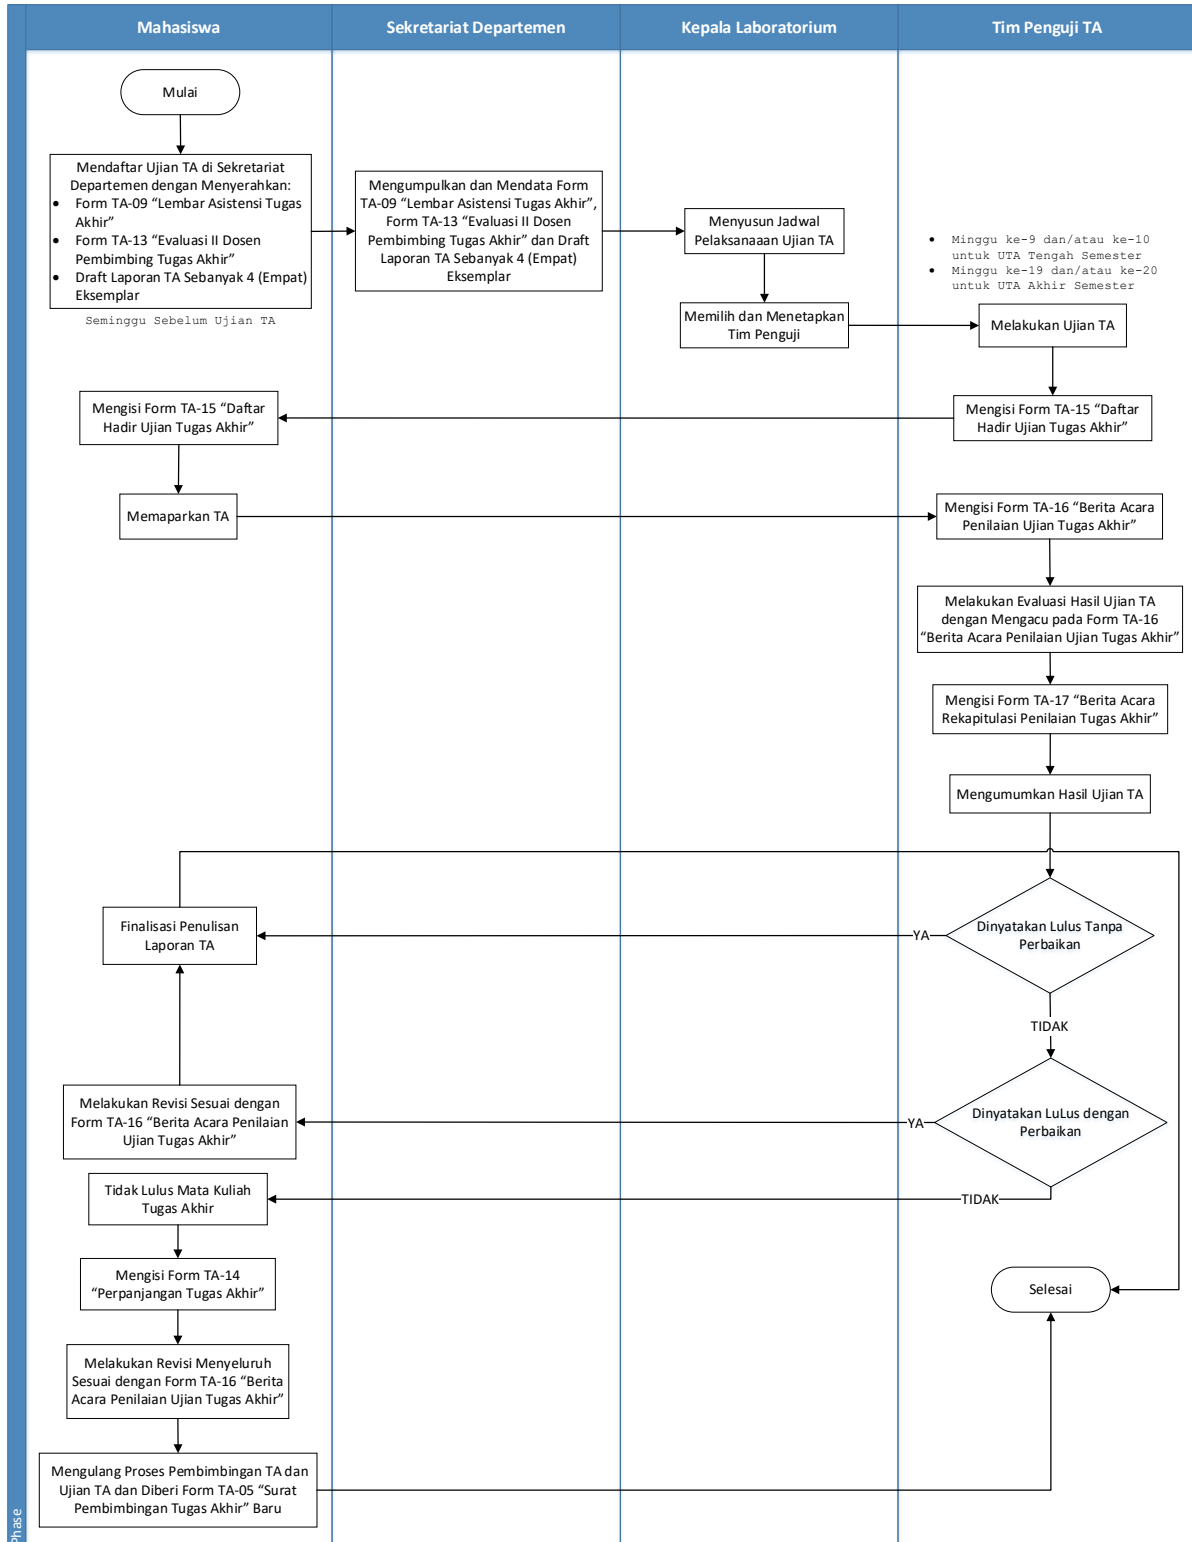 Mahasiswa
Sekretariat Departemen
Kepala Laboratorium
Tim Penguji TA
Mulai
Mendaftar Ujian TA di Sekretariat
Departemen dengan Menyerahkan:
• Form TA-09 “Lembar Asistensi Tugas
Akhir”
• Form TA-13 “Evaluasi II Dosen
Pembimbing Tugas Akhir”
• Draft Laporan TA Sebanyak 4 (Empat)
Eksemplar
Seminggu Sebelum Ujian TA
Mengumpulkan dan Mendata Form
TA-09 “Lembar Asistensi Tugas Akhir”,
Form TA-13 “Evaluasi II Dosen
Pembimbing Tugas Akhir” dan Draft
Laporan TA Sebanyak 4 (Empat)
Eksemplar
Menyusun Jadwal
Pelaksanaaan Ujian TA
Memilih dan Menetapkan
Tim Penguji
• Minggu ke-9 dan/atau ke-10
untuk UTA Tengah Semester
• Minggu ke-19 dan/atau ke-20
untuk UTA Akhir Semester
Melakukan Ujian TA
Mengisi Form TA-15 “Daftar
Hadir Ujian Tugas Akhir”
Mengisi Form TA-15 “Daftar
Hadir Ujian Tugas Akhir”
Memaparkan TA
Mengisi Form TA-16 “Berita Acara
Penilaian Ujian Tugas Akhir”
Melakukan Evaluasi Hasil Ujian TA
dengan Mengacu pada Form TA-16
“Berita Acara Penilaian Ujian Tugas Akhir”
Mengisi Form TA-17 “Berita Acara
Rekapitulasi Penilaian Tugas Akhir”
Mengumumkan Hasil Ujian TA
Dinyatakan Lulus Tanpa
Perbaikan
YA
Finalisasi Penulisan
Laporan TA
TIDAK
Dinyatakan LuLus dengan
Perbaikan
YA
Melakukan Revisi Sesuai dengan
Form TA-16 “Berita Acara Penilaian
Ujian Tugas Akhir”
TIDAK
Tidak Lulus Mata Kuliah
Tugas Akhir
Mengisi Form TA-14
“Perpanjangan Tugas Akhir”
Selesai
Melakukan Revisi Menyeluruh
Sesuai dengan Form TA-16 “Berita
Acara Penilaian Ujian Tugas Akhir”
Mengulang Proses Pembimbingan TA dan
Ujian TA dan Diberi Form TA-05 “Surat
Pembimbingan Tugas Akhir” Baru
Phase